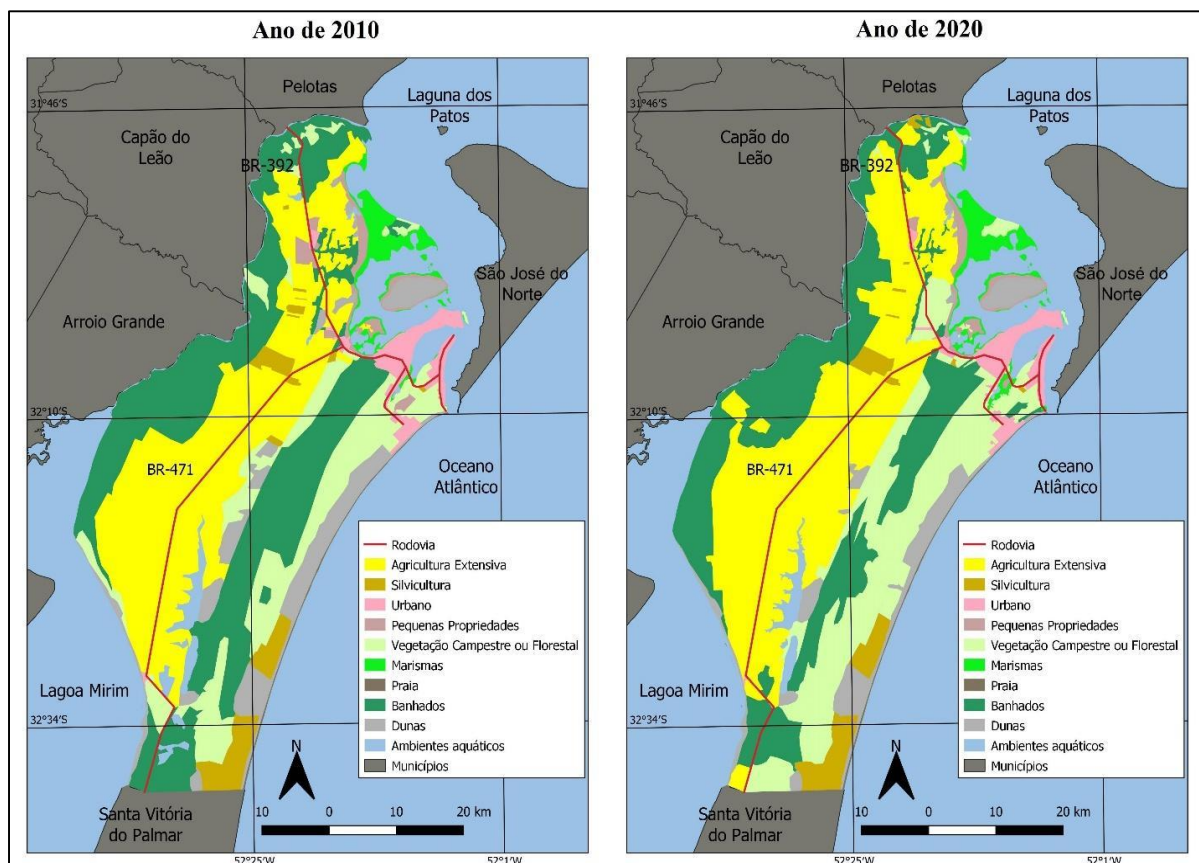 Ano de 2010
Pelotas
Laguna dos
Patos
31°46'S
Capão do
Leão
BR-392
São José do
Norte
Arroio Grande
32°10'S
BR-471
Oceano
Atlântico
Rodovia
Agricultura Extensiva
Silvicultura
Urbano
Pequenas Propriedades
Vegetação Campestre ou Florestal
Marismas
Praia
Banhados
Dunas
Ambientes aquáticos
Municípios
Lagoa Mirim
32°34'S
N
Santa Vitória
do Palmar
10 0 10 20 km
52°25'W 52°1'W
Ano de 2020
Pelotas
Laguna dos
Patos
31°46'S
Capão do
Leão
BR-392
São José do
Norte
Arroio Grande
32°10'S
BR-471
Oceano
Atlântico
Rodovia
Agricultura Extensiva
Silvicultura
Urbano
Pequenas Propriedades
Vegetação Campestre ou Florestal
Marismas
Praia
Banhados
Dunas
Ambientes aquáticos
Municípios
Lagoa Mirim
32°34'S
N
Santa Vitória
do Palmar
10 0 10 20 km
52°25'W 52°1'W